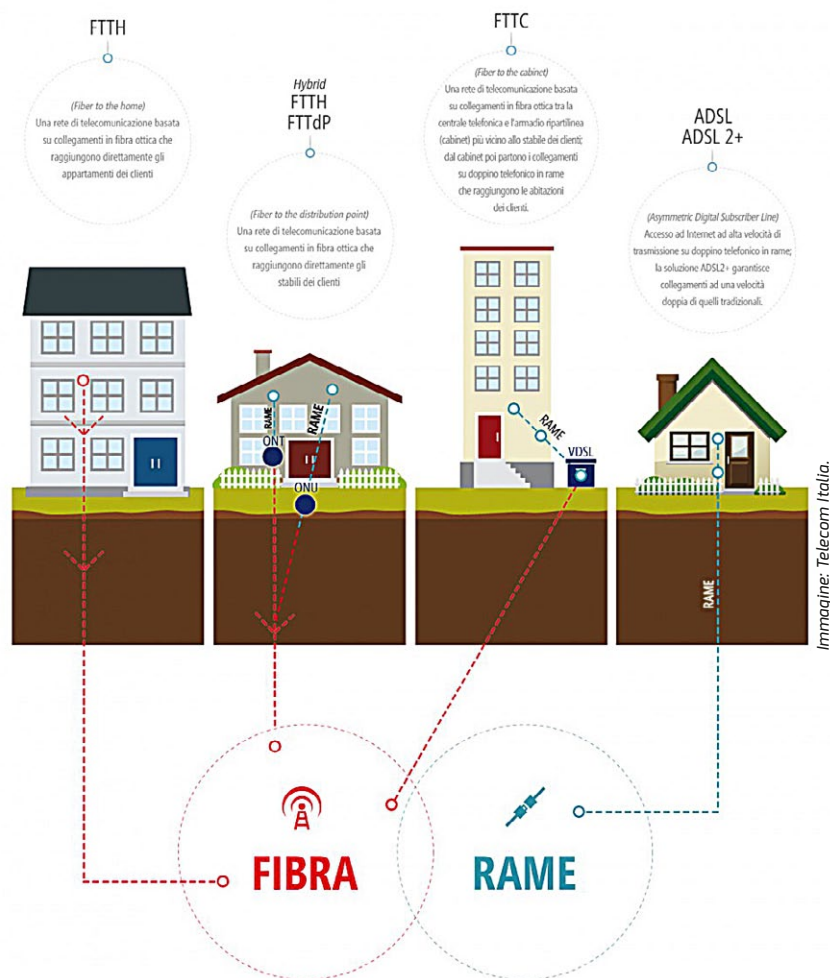 FTTH
(Fiber to the home)
Una rete di telecomunicazione basata
su collegamenti in fibra ottica che
raggiungono direttamente gli
appartamenti dei clienti
Hybrid
FTTH
FTTdP
(Fiber to the distribution point)
Una rete di telecomunicazione basata
su collegamenti in fibra ottica che
raggiungono direttamente gli
stabili dei clienti
FTTC
(Fiber to the cabinet)
Una rete di telecomunicazione basata
su collegamenti in fibra ottica tra la
centrale telefonica e l'armadio ripartilinea
(cabinet) più vicino allo stabile dei clienti;
dal cabinet poi partono i collegamenti
su doppino telefonico in rame
che raggiungono le abitazioni
dei clienti.
ADSL
ADSL 2+
(Asymmetric Digital Subscriber Line)
Accesso ad Internet ad alta velocità di
trasmissione su doppino telefonico in rame;
la soluzione ADSL2+ garantisce
collegamenti ad una velocità
doppia di quelli tradizionali.
RAME
RAME
ONT
ONU
RAME
VDSL
RAME
Immagine: Telecom Italia.
FIBRA
RAME